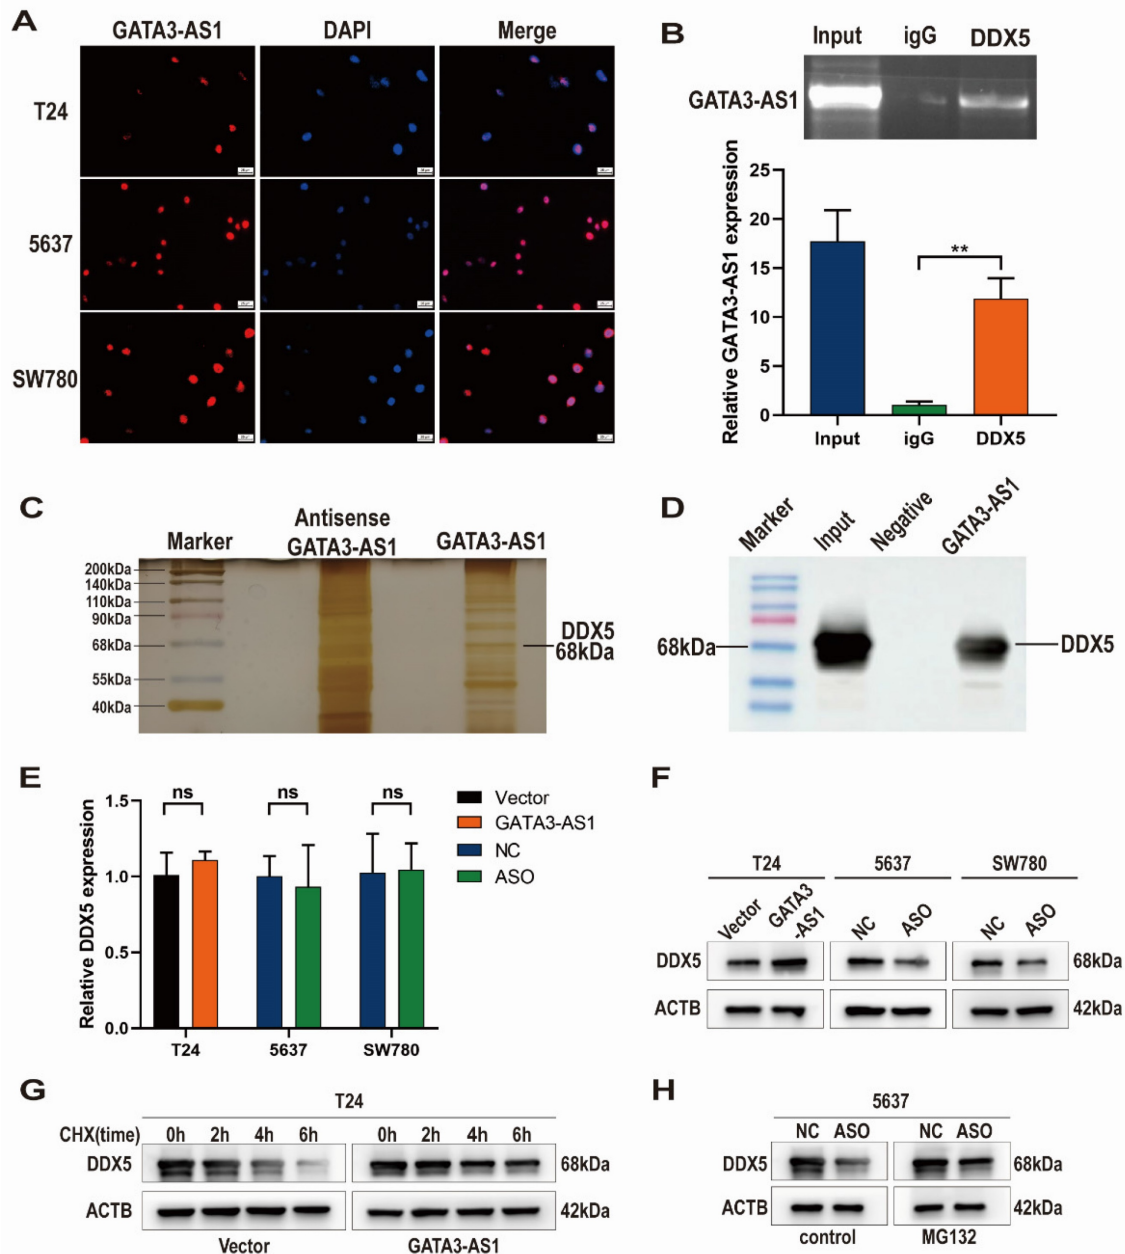 A
GATA3-AS1 DAPI Merge
T24
5637
SW780
B
Input igG DDX5
GATA3-AS1
Relative GATA3-AS1 expression
25
20
15
10
5
0
**
Input igG DDX5
C
Marker Antisense GATA3-AS1 GATA3-AS1
200kDa
140kDa
110kDa
90kDa
68kDa
55kDa
40kDa
DDX5
68kDa
D
Marker Input Negative GATA3-AS1
68kDa
DDX5
E
Relative DDX5 expression
1.5
1.0
0.5
0.0
ns ns ns
T24 5637 SW780
Vector
GATA3-AS1
NC
ASO
F
T24 5637 SW780
Vector GATA3-AS1 NC ASO NC ASO
DDX5 68kDa
ACTB 42kDa
G
T24
CHX(time) 0h 2h 4h 6h 0h 2h 4h 6h
DDX5 68kDa
ACTB 42kDa
Vector GATA3-AS1
H
5637
NC ASO NC ASO
DDX5 68kDa
ACTB 42kDa
control MG132